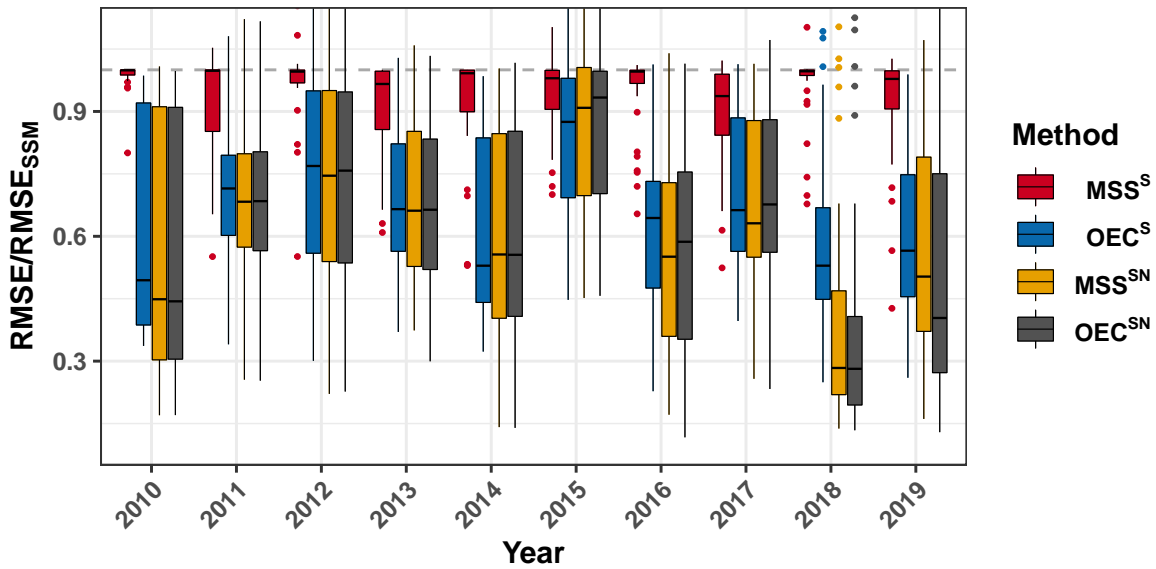 RMSE/RMSE_SSM
0.9
0.6
0.3
2010
2011
2012
2013
2014
2015
2016
2017
2018
2019
Year
Method
MSS^S
OEC^S
MSS^SN
OEC^SN